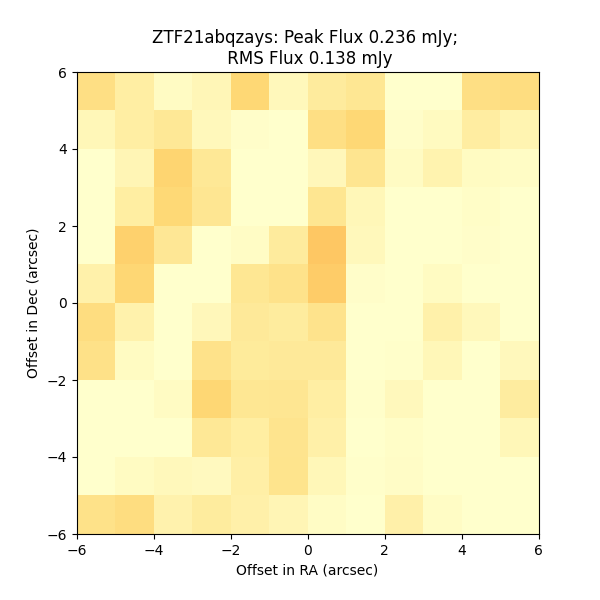 ZTF21abqzays: Peak Flux 0.236 mJy;
RMS Flux 0.138 mJy
6
4
2
0
−2
−4
−6
Offset in Dec (arcsec)
−6 −4 −2 0 2 4 6
Offset in RA (arcsec)